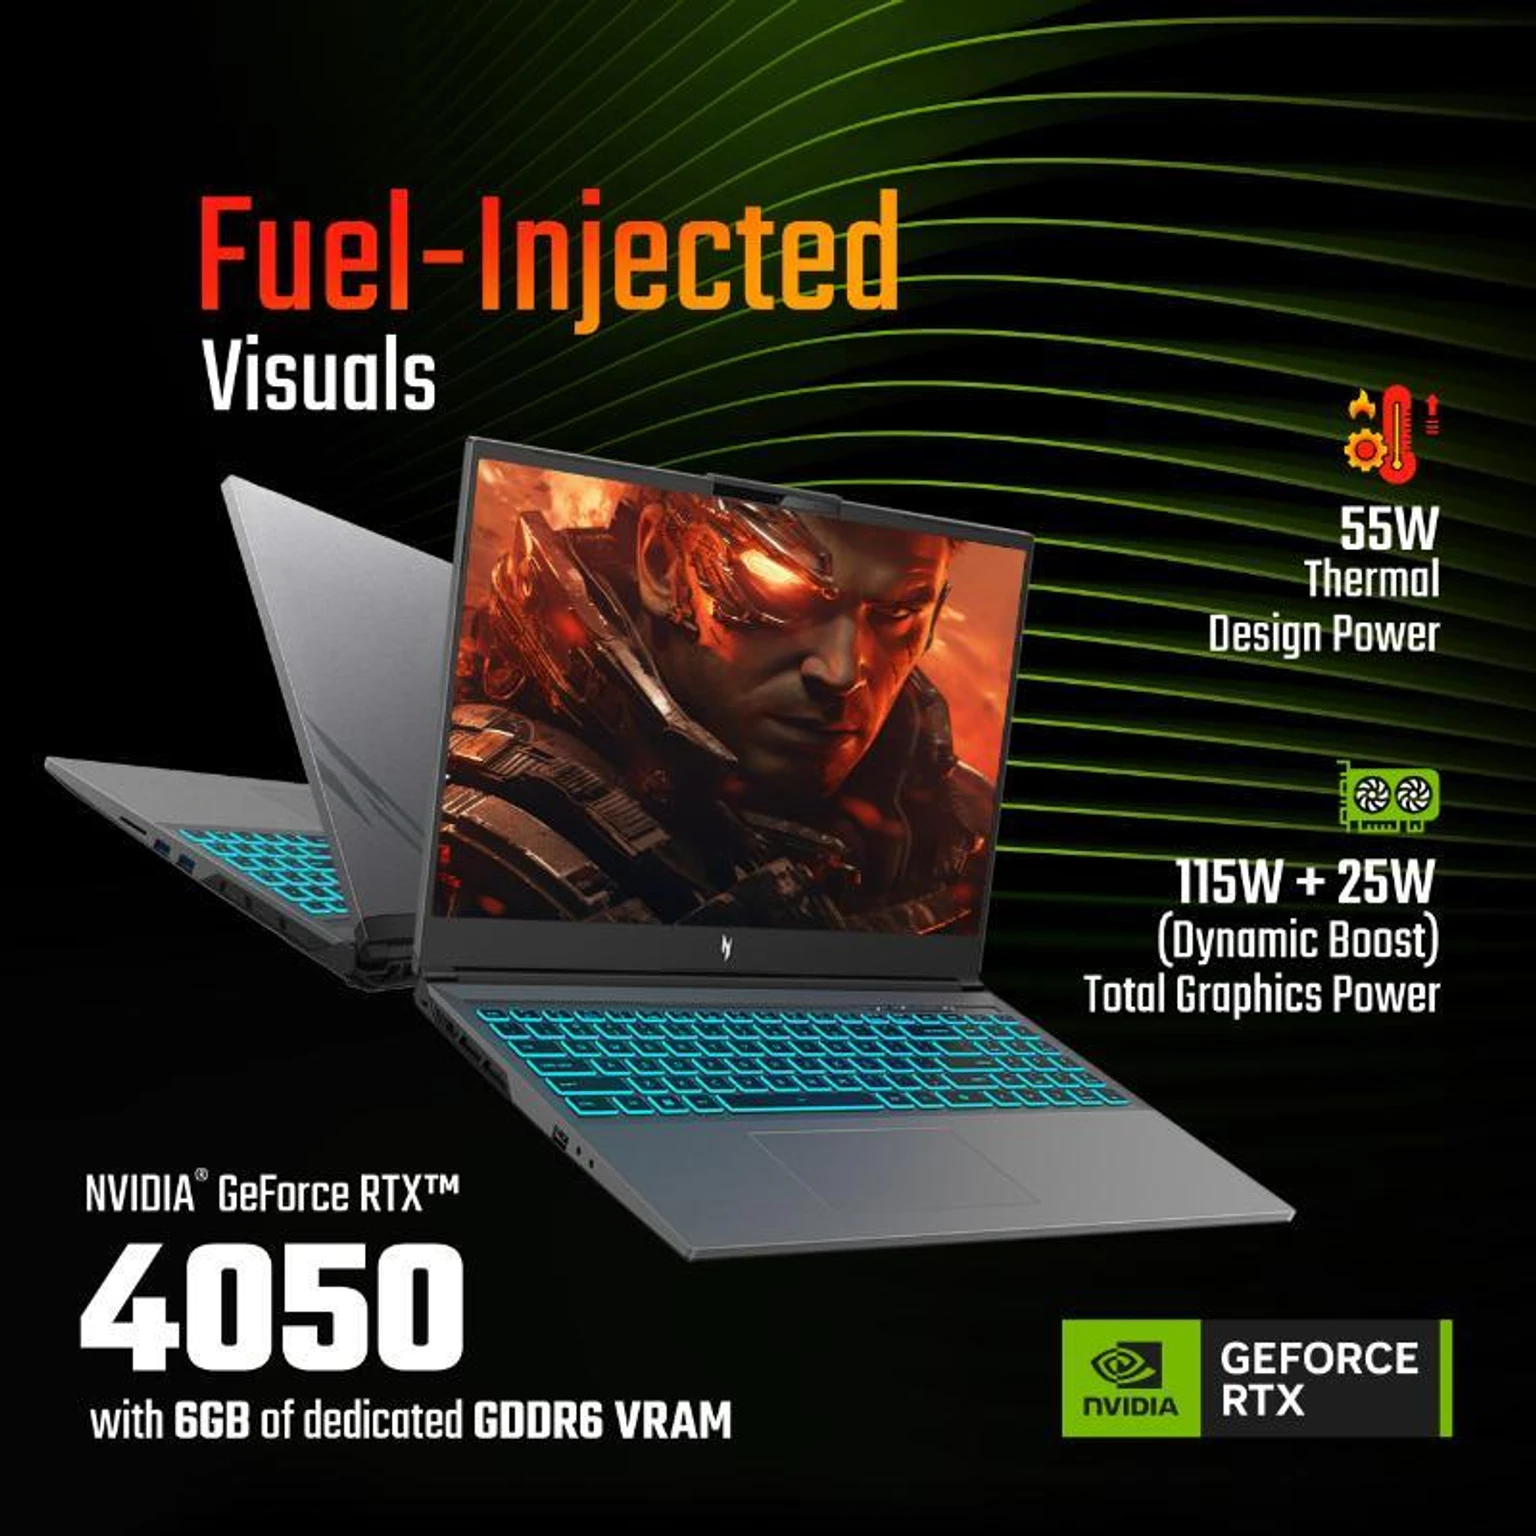 Fuel-Injected
Visuals
55W
Thermal
Design Power
115W + 25W
(Dynamic Boost)
Total Graphics Power
NVIDIA® GeForce RTX™
4050
with 6GB of dedicated GDDR6 VRAM
NVIDIA
GEFORCE
RTX